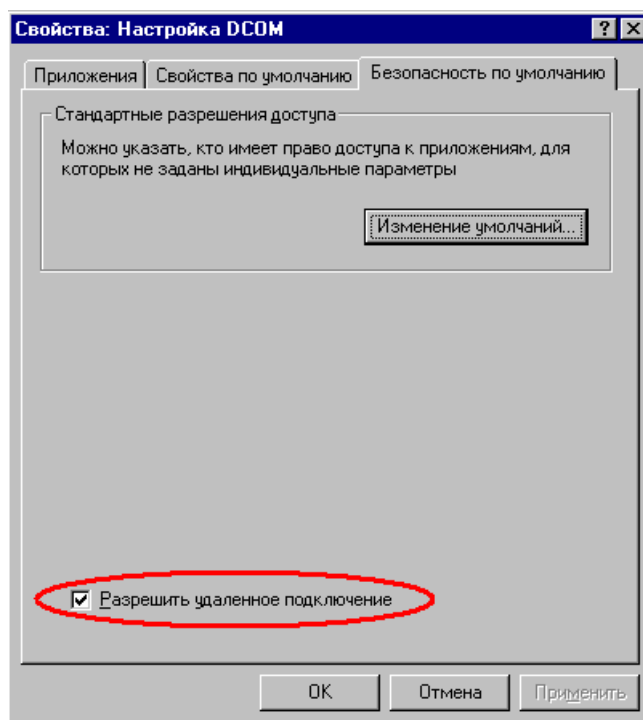 Свойства: Настройка DCOM
Приложения Свойства по умолчанию Безопасность по умолчанию
Стандартные разрешения доступа
Можно указать, кто имеет право доступа к приложениям, для
которых не заданы индивидуальные параметры
Изменение умолчаний...
Разрешить удаленное подключение
OK Отмена Применить